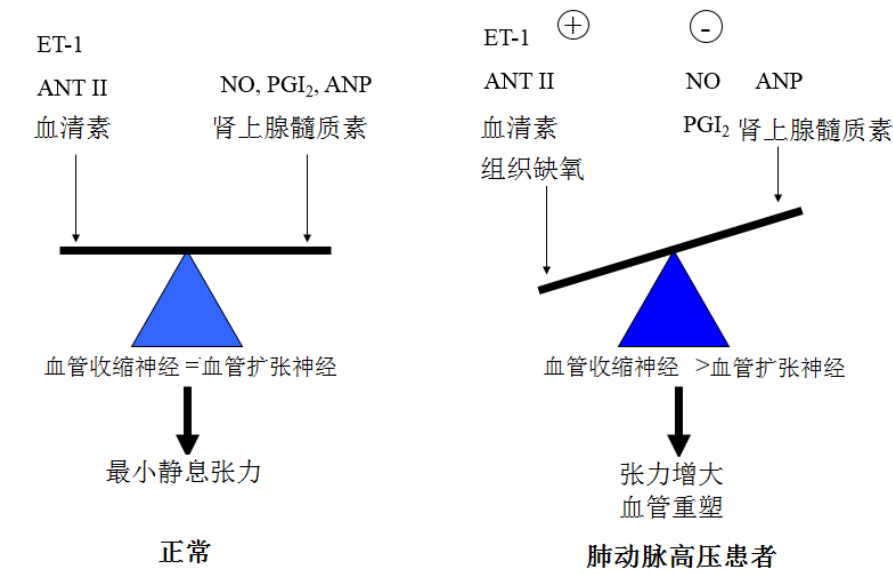 ET-1
ANT II
血清素
NO, PGI₂, ANP
肾上腺髓质素
血管收缩神经 = 血管扩张神经
最小静息张力
正常
ET-1 +
ANT II
血清素
组织缺氧
-
NO ANP
PGI₂ 肾上腺髓质素
血管收缩神经 >血管扩张神经
张力增大
血管重塑
肺动脉高压患者